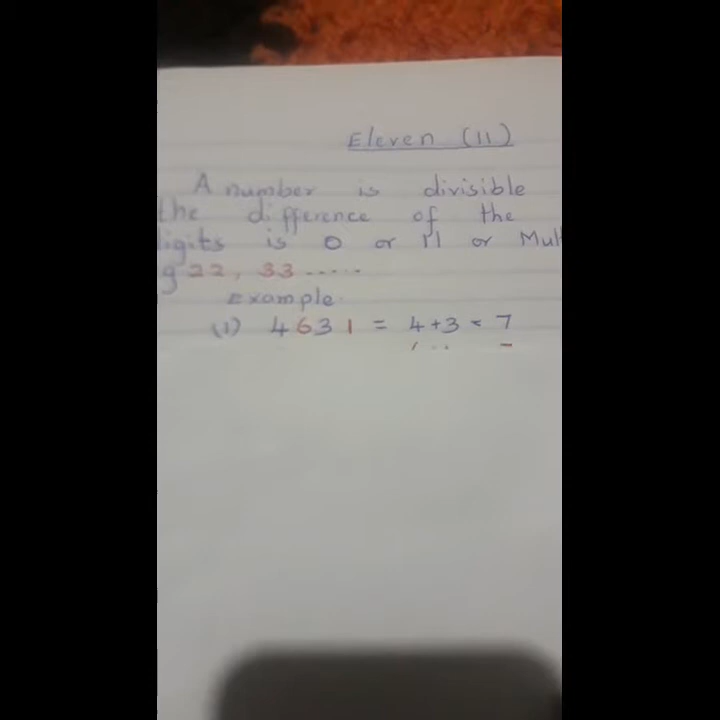 Eleven (11)
A number is divisible
the difference of the
digits is 0 or 11 or Mul
g 22, 33 .....
Example
(1) 4631 = 4+3 = 7